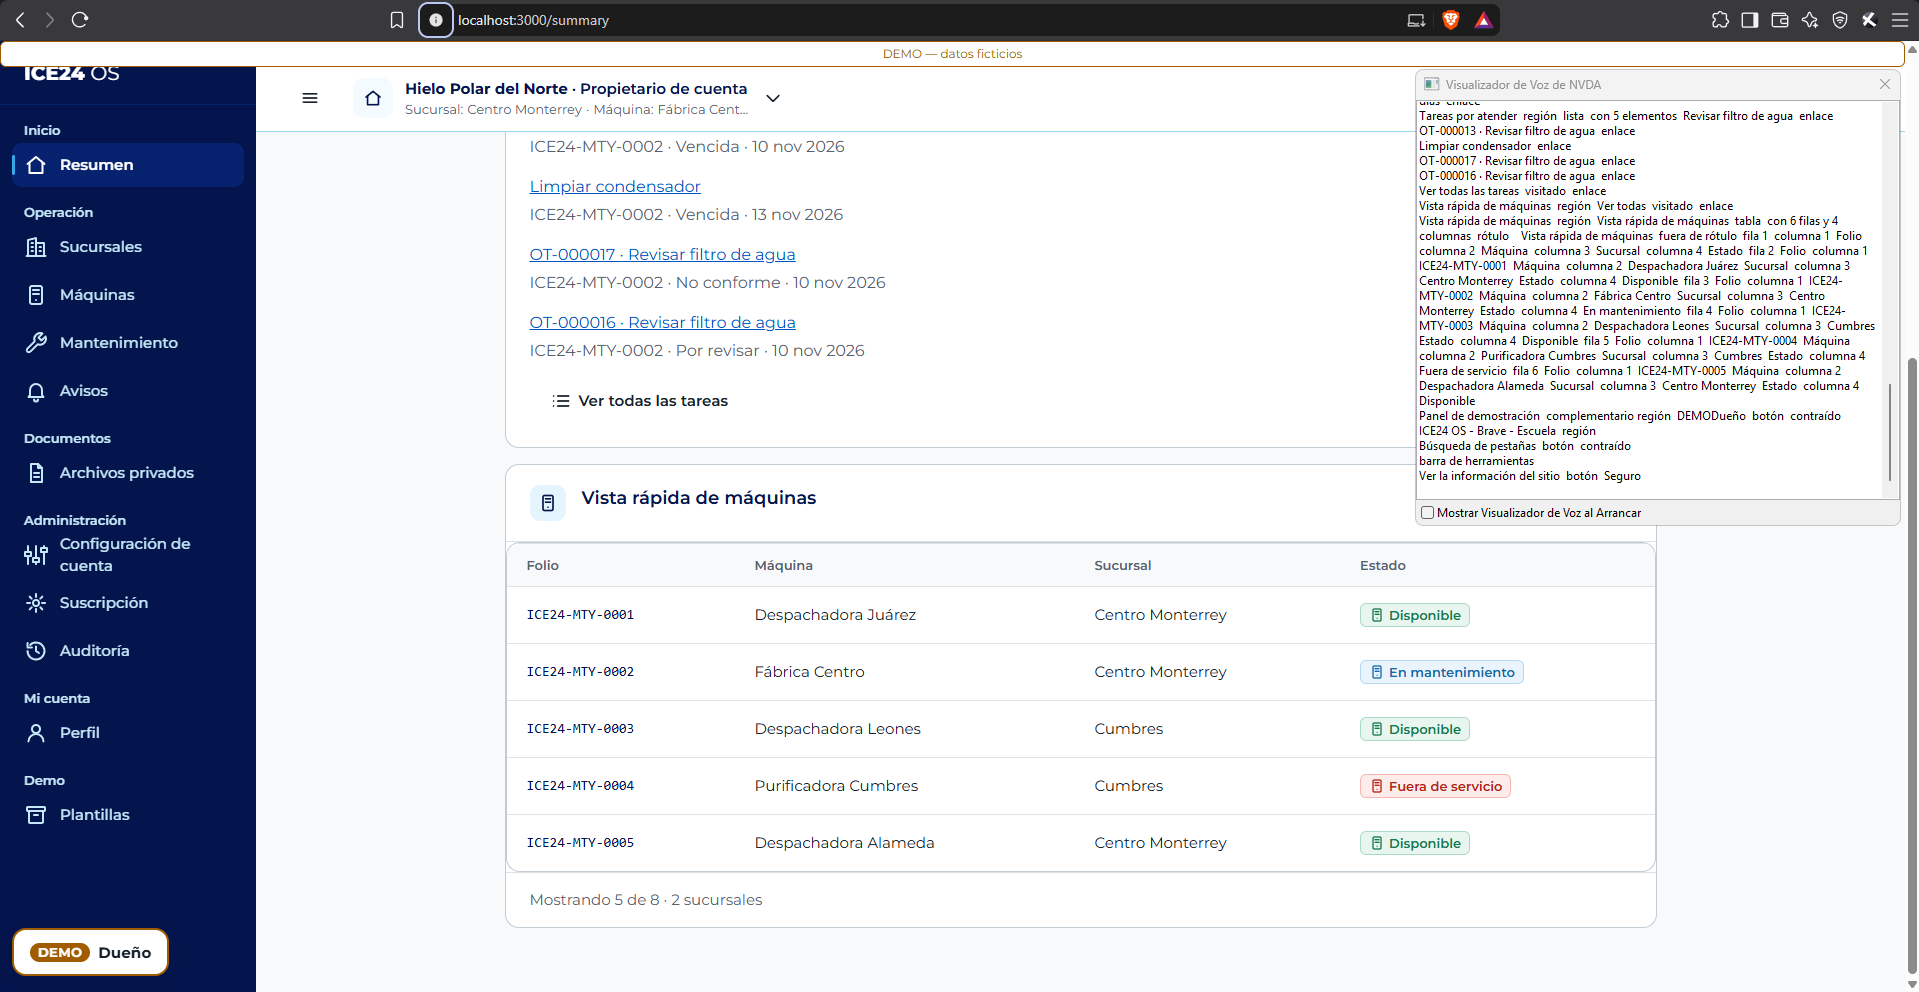 localhost:3000/summary
DEMO — datos ficticios
ICE24 OS
Inicio
Resumen
Operación
Sucursales
Máquinas
Mantenimiento
Avisos
Documentos
Archivos privados
Administración
Configuración de
cuenta
Suscripción
Auditoría
Mi cuenta
Perfil
Demo
Plantillas
DEMO Dueño
Hielo Polar del Norte · Propietario de cuenta
Sucursal: Centro Monterrey · Máquina: Fábrica Cent...
ICE24-MTY-0002 · Vencida · 10 nov 2026
Limpiar condensador
ICE24-MTY-0002 · Vencida · 13 nov 2026
OT-000017 · Revisar filtro de agua
ICE24-MTY-0002 · No conforme · 10 nov 2026
OT-000016 · Revisar filtro de agua
ICE24-MTY-0002 · Por revisar · 10 nov 2026
Ver todas las tareas
Vista rápida de máquinas
Folio Máquina Sucursal Estado
ICE24-MTY-0001 Despachadora Juárez Centro Monterrey Disponible
ICE24-MTY-0002 Fábrica Centro Centro Monterrey En mantenimiento
ICE24-MTY-0003 Despachadora Leones Cumbres Disponible
ICE24-MTY-0004 Purificadora Cumbres Cumbres Fuera de servicio
ICE24-MTY-0005 Despachadora Alameda Centro Monterrey Disponible
Mostrando 5 de 8 · 2 sucursales
Visualizador de Voz de NVDA
días enlace
Tareas por atender región lista con 5 elementos Revisar filtro de agua enlace
OT-000013 · Revisar filtro de agua enlace
Limpiar condensador enlace
OT-000017 · Revisar filtro de agua enlace
OT-000016 · Revisar filtro de agua enlace
Ver todas las tareas visitado enlace
Vista rápida de máquinas región Ver todas visitado enlace
Vista rápida de máquinas región Vista rápida de máquinas tabla con 6 filas y 4
columnas rótulo Vista rápida de máquinas fuera de rótulo fila 1 columna 1 Folio
columna 2 Máquina columna 3 Sucursal columna 4 Estado fila 2 Folio columna 1
ICE24-MTY-0001 Máquina columna 2 Despachadora Juárez Sucursal columna 3
Centro Monterrey Estado columna 4 Disponible fila 3 Folio columna 1 ICE24-
MTY-0002 Máquina columna 2 Fábrica Centro Sucursal columna 3 Centro
Monterrey Estado columna 4 En mantenimiento fila 4 Folio columna 1 ICE24-
MTY-0003 Máquina columna 2 Despachadora Leones Sucursal columna 3 Cumbres
Estado columna 4 Disponible fila 5 Folio columna 1 ICE24-MTY-0004 Máquina
columna 2 Purificadora Cumbres Sucursal columna 3 Cumbres Estado columna 4
Fuera de servicio fila 6 Folio columna 1 ICE24-MTY-0005 Máquina columna 2
Despachadora Alameda Sucursal columna 3 Centro Monterrey Estado columna 4
Disponible
Panel de demostración complementario región DEMODueño botón contraído
ICE24 OS - Brave - Escuela región
Búsqueda de pestañas botón contraído
barra de herramientas
Ver la información del sitio botón Seguro
Mostrar Visualizador de Voz al Arrancar